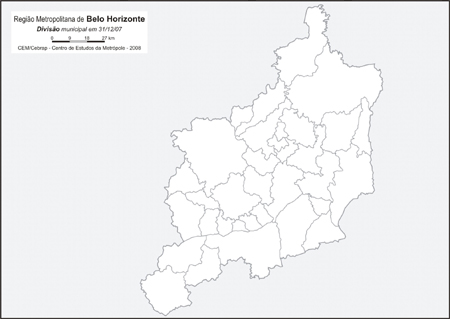 Região Metropolitana de Belo Horizonte
Divisão municipal em 31/12/07
0 9 18 27 km
CEM/Cebrap - Centro de Estudos da Metrópole - 2008